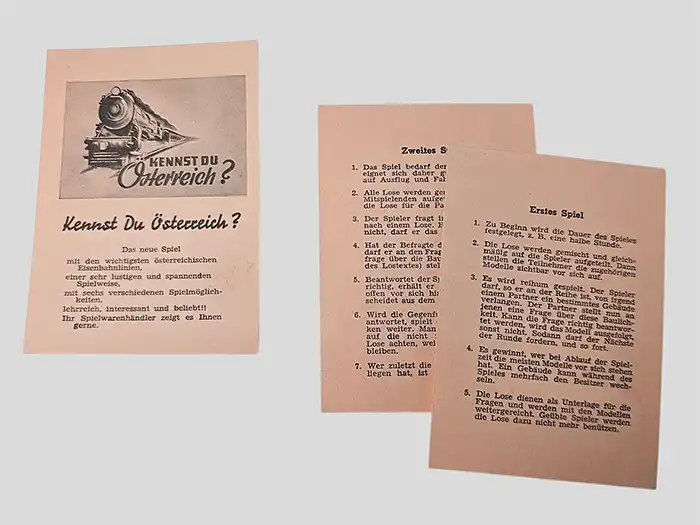 KENNST DU
Österreich?
Kennst Du Österreich?
Das neue Spiel
mit den wichtigsten österreichischen
Eisenbahnlinien,
einer sehr lustigen und spannenden
Spielweise,
mit sechs verschiedenen Spielmöglich-
keiten,
lehrreich, interessant und beliebt!!
Ihr Spielwarenhändler zeigt es Ihnen
gerne.
Zweites S
1. Das Spiel bedarf der
eignet sich daher g
auf Ausflug und Fah
2. Alle Lose werden gem
Mitspielenden aufge
die Lose für die Pa
3. Der Spieler fragt ir
nach einem Lose.
nicht, darf er das
4. Hat der Befragte d
darf er an den Frag
frage über die Bau
des Lostextes) stel
5. Beantwortet der Sp
richtig, erhält er
offen vor sich hin
scheidet aus dem
6. Wird die Gegenfr
antwortet, spielt
ken weiter. Man
auf die nicht
Lose achten, weil
bleiben.
7. Wer zuletzt die
liegen hat, ist
Erstes Spiel
1. Zu Beginn wird die Dauer des Spieles
festgelegt, z. B. eine halbe Stunde.
2. Die Lose werden gemischt und gleich-
mäßig auf die Spieler aufgeteilt. Dann
stellen die Teilnehmer die zugehörigen
Modelle sichtbar vor sich auf.
3. Es wird reihum gespielt. Der Spieler
darf, so er an der Reihe ist, von irgend
einem Partner ein bestimmtes Gebäude
verlangen. Der Partner stellt nun an
jenen eine Frage über diese Baulich-
keit. Kann die Frage richtig beantwor-
tet werden, wird das Modell ausgefolgt,
sonst nicht. Sodann darf der Nächste
der Runde fordern, und so fort.
4. Es gewinnt, wer bei Ablauf der Spiel-
zeit die meisten Modelle vor sich stehen
hat. Ein Gebäude kann während des
Spieles mehrfach den Besitzer wech-
seln.
5. Die Lose dienen als Unterlage für die
Fragen und werden mit den Modellen
weitergereicht. Geübte Spieler werden
die Lose dazu nicht mehr benützen.